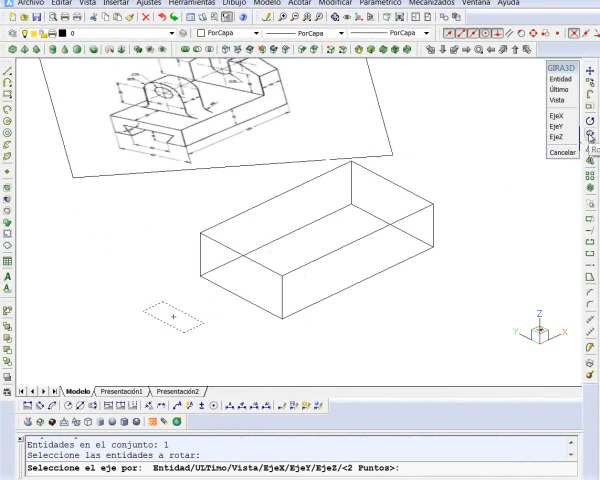 Archivo Editar Vista Insertar Ajustes Herramientas Dibujo Modelo Acotar Modificar Paramétrico Mecanizados Ventana Ayuda
0 PorCapa PorCapa PorCapa
GIRA3D
Entidad
Último
Vista
EjeX
EjeY
EjeZ
Cancelar
Ro
Z
Y X
Modelo Presentación1 Presentación2
Entidades en el conjunto: 1
Seleccione las entidades a rotar:
Seleccione el eje por: Entidad/ULTimo/Vista/EjeX/EjeY/EjeZ/<2 Puntos>: